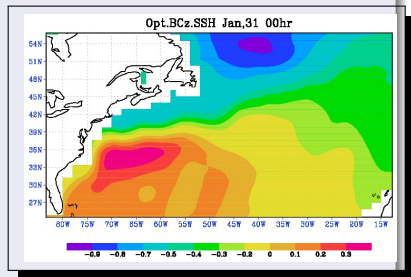 Opt.BCz.SSH Jan,31 00hr
54N
51N
48N
45N
42N
39N
36N
33N
30N
27N
80W 75W 70W 65W 60W 55W 50W 45W 40W 35W 30W 25W 20W 15W
-0.9 -0.8 -0.7 -0.5 -0.4 -0.3 -0.2 0 0.1 0.2 0.3